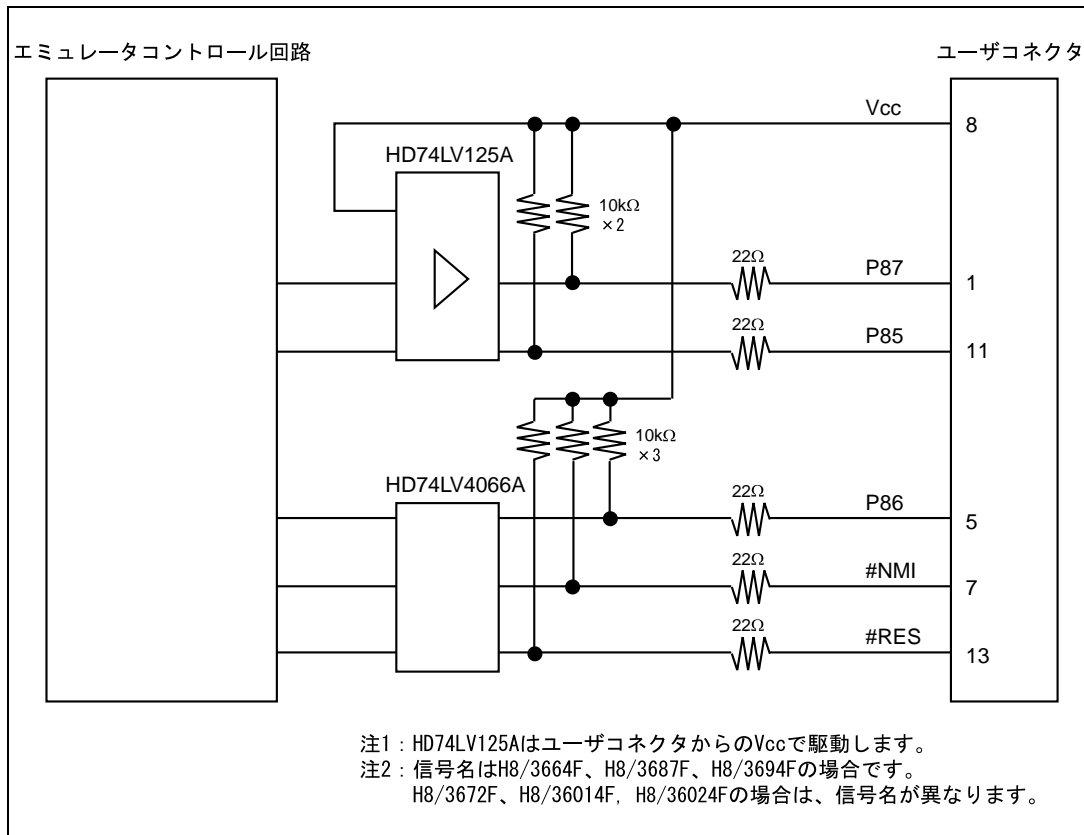 エミュレータコントロール回路
ユーザコネクタ
Vcc
8
HD74LV125A
10kΩ
×2
22Ω
P87
1
22Ω
P85
11
10kΩ
×3
HD74LV4066A
22Ω
P86
5
22Ω
#NMI
7
22Ω
#RES
13
注1：HD74LV125AはユーザコネクタからのVccで駆動します。
注2：信号名はH8/3664F、H8/3687F、H8/3694Fの場合です。
H8/3672F、H8/36014F, H8/36024Fの場合は、信号名が異なります。